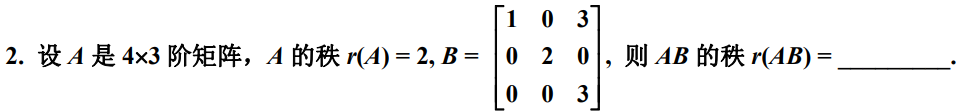 2. 设 A 是 4×3 阶矩阵，A 的秩 r(A) = 2, B = [1 0 3; 0 2 0; 0 0 3], 则 AB 的秩 r(AB) = ________.